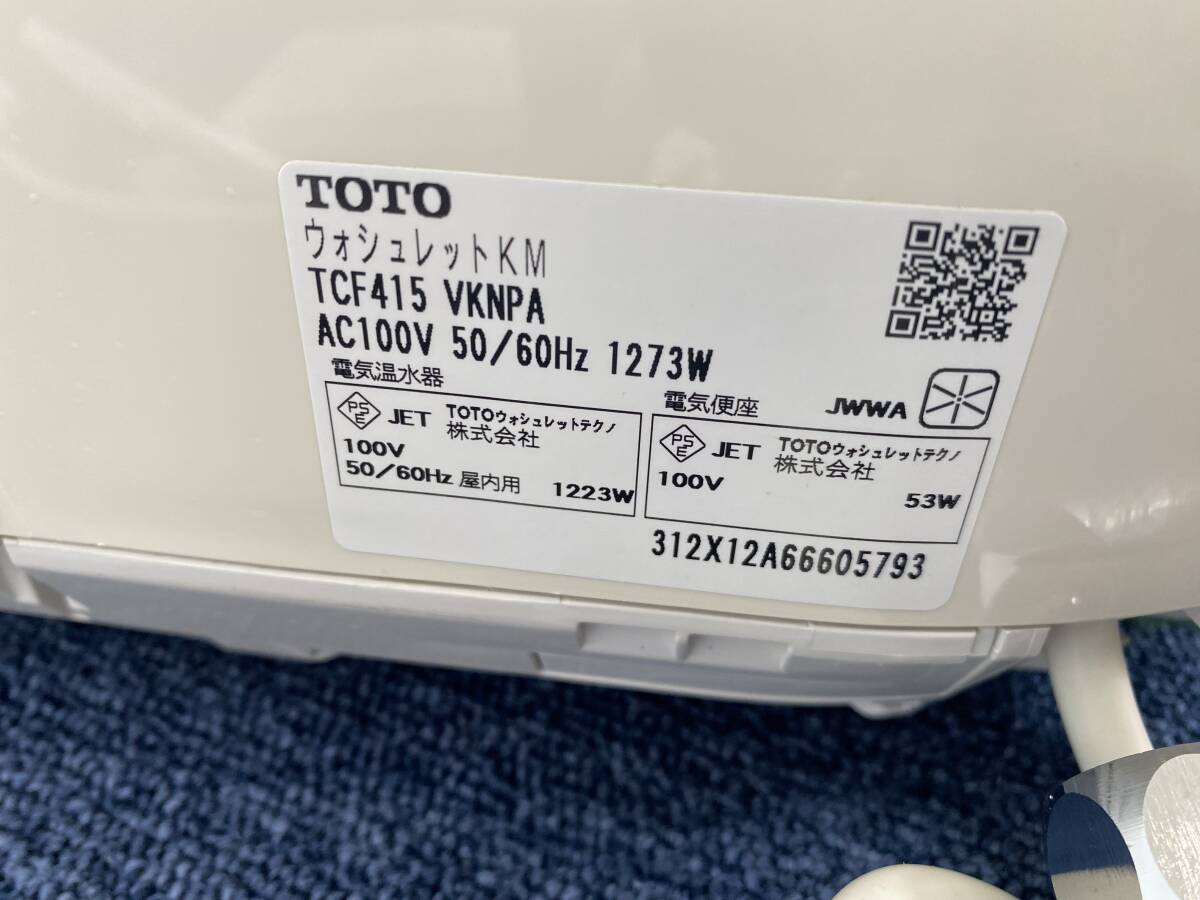 TOTO
ウォシュレットKM
TCF415 VKNPA
AC100V 50/60Hz 1273W
電気温水器
PSE JET TOTOウォシュレットテクノ
株式会社
100V
50/60Hz 屋内用 1223W
電気便座 JWWA
PSE JET TOTOウォシュレットテクノ
株式会社
100V
53W
312X12A66605793